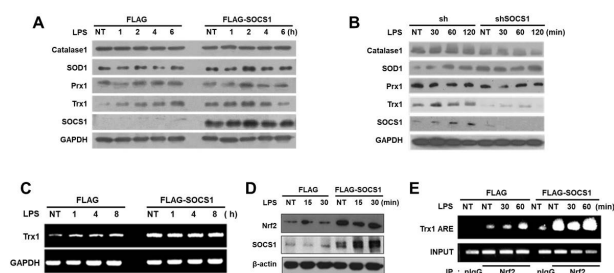 A
FLAG FLAG-SOCS1
LPS NT 1 2 4 6 NT 1 2 4 6 (h)
Catalase1
SOD1
Prx1
Trx1
SOCS1
GAPDH
B
sh shSOCS1
LPS NT 30 60 120 NT 30 60 120 (min)
Catalase1
SOD1
Prx1
Trx1
SOCS1
GAPDH
C
FLAG FLAG-SOCS1
LPS NT 1 4 8 NT 1 4 8 ( h)
Trx1
GAPDH
D
FLAG FLAG-SOCS1
LPS NT 15 30 NT 15 30 (min)
Nrf2
SOCS1
β-actin
E
FLAG FLAG-SOCS1
LPS NT NT 30 60 NT NT 30 60 (min)
Trx1 ARE
INPUT
IP : pIgG Nrf2 pIgG Nrf2